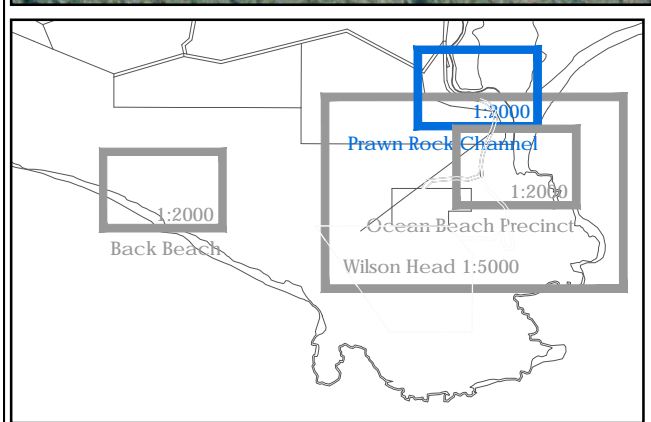 1:2000
Prawn Rock Channel
1:2000
Ocean Beach Precinct
1:2000
Back Beach
Wilson Head 1:5000